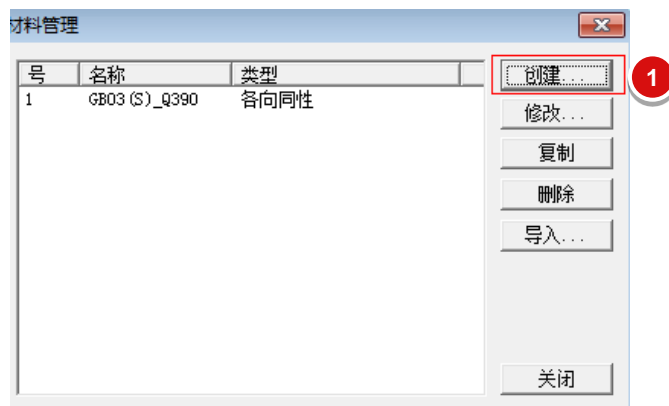 材料管理
号 名称 类型
1 GB03(S)_Q390 各向同性
创建...
1
修改...
复制
删除
导入...
关闭